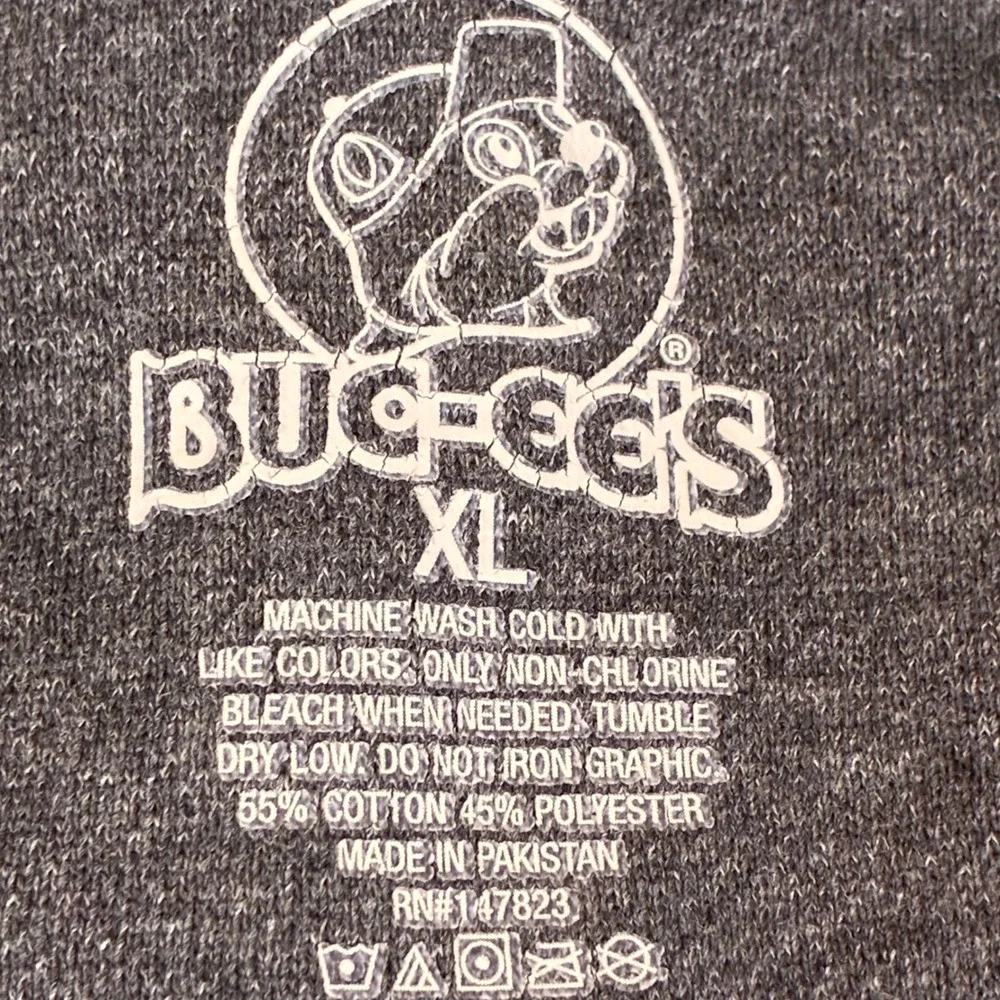 ®
BUC-EE'S
XL
MACHINE WASH COLD WITH
LIKE COLORS. ONLY NON-CHLORINE
BLEACH WHEN NEEDED. TUMBLE
DRY LOW. DO NOT IRON GRAPHIC.
55% COTTON 45% POLYESTER
MADE IN PAKISTAN
RN#147823